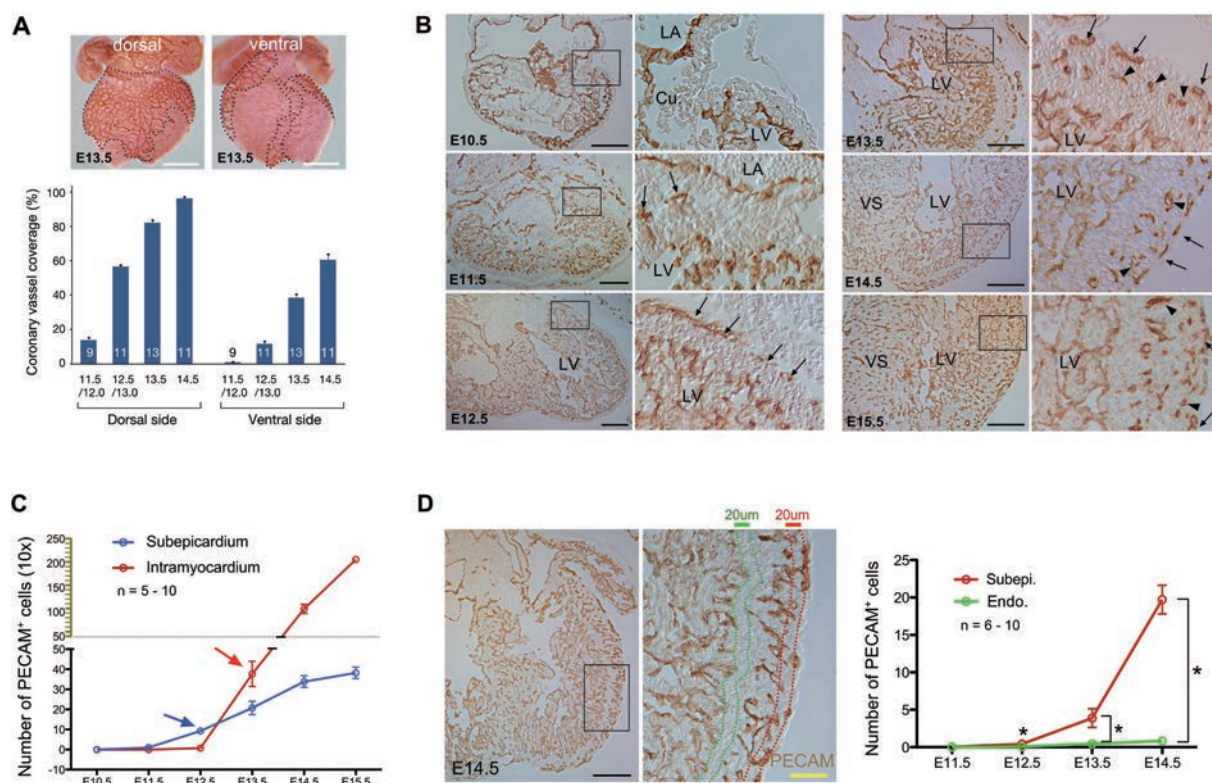 A
dorsal
ventral
E13.5
E13.5
Coronary vassel coverage (%)
100
80
60
40
20
0
9
11
13
11
9
11
13
11
11.5 /12.0
12.5 /13.0
13.5
14.5
11.5 /12.0
12.5 /13.0
13.5
14.5
Dorsal side
Ventral side
B
E10.5
LA
Cu.
LV
E11.5
LA
LV
E12.5
LV
LV
E13.5
LV
LV
E14.5
VS
LV
LV
E15.5
VS
LV
LV
C
Number of PECAM⁺ cells (10x)
250
200
150
100
50
50
40
30
20
10
0
Subepicardium
Intramyocardium
n = 5 - 10
E10.5
E11.5
E12.5
E13.5
E14.5
E15.5
D
E14.5
20um
20um
PECAM
Number of PECAM⁺ cells
25
20
15
10
5
0
Subepi.
Endo.
n = 6 - 10
*
*
*
E11.5
E12.5
E13.5
E14.5